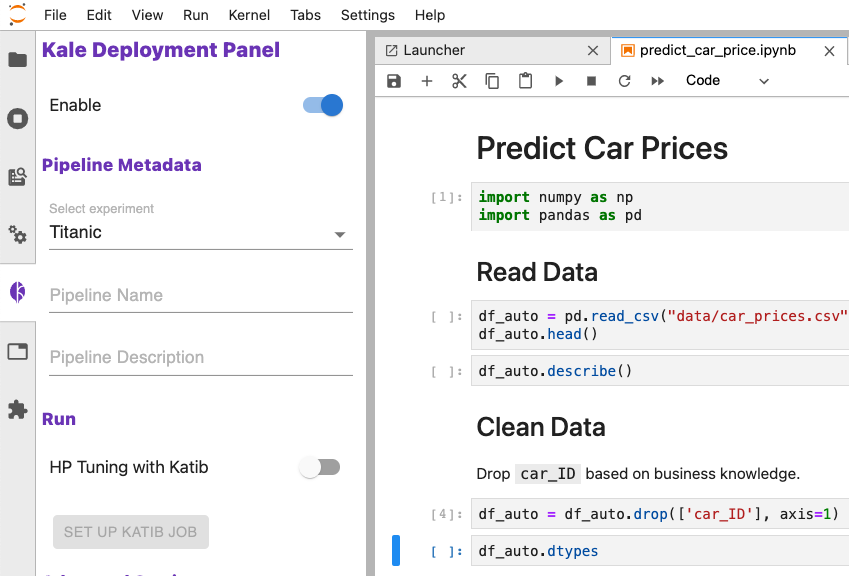 File Edit View Run Kernel Tabs Settings Help
Kale Deployment Panel
Enable
Pipeline Metadata
Select experiment
Titanic
Pipeline Name
Pipeline Description
Run
HP Tuning with Katib
SET UP KATIB JOB
Launcher
predict_car_price.ipynb
Code
Predict Car Prices
[1]: import numpy as np
import pandas as pd
Read Data
[ ]: df_auto = pd.read_csv("data/car_prices.csv"
df_auto.head()
[ ]: df_auto.describe()
Clean Data
Drop car_ID based on business knowledge.
[4]: df_auto = df_auto.drop(['car_ID'], axis=1)
[ ]: df_auto.dtypes